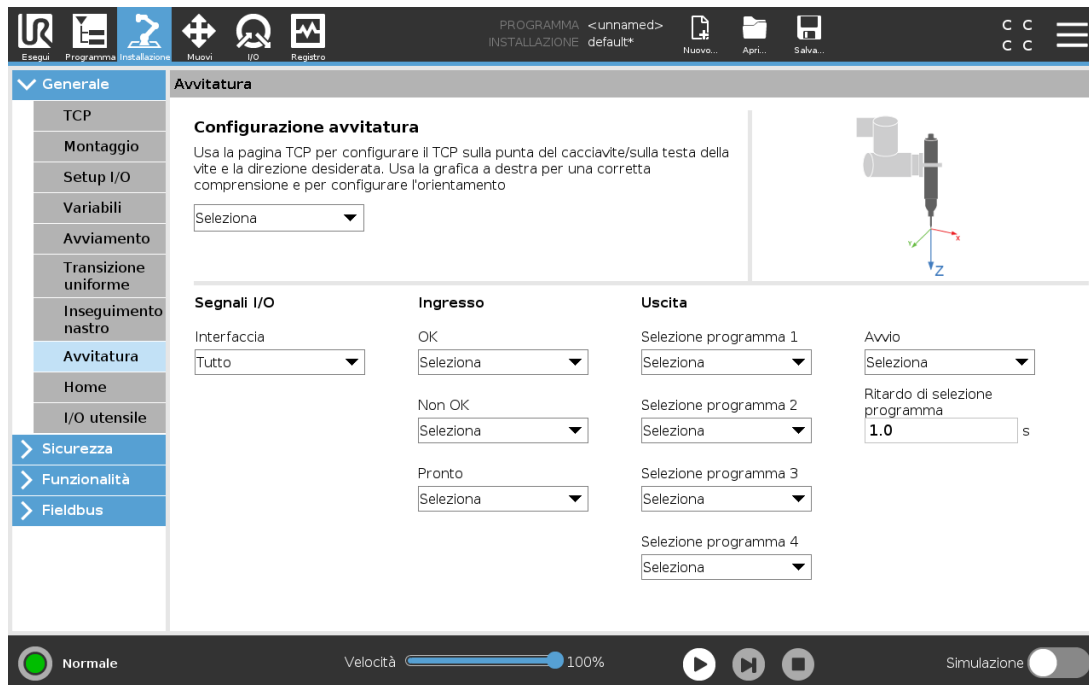 PROGRAMMA <unnamed>
INSTALLAZIONE default*
UR
Esegui Programma Installazione Muovi I/O Registro
Nuovo... Apri... Salva...
C C
C C
Generale
TCP
Montaggio
Setup I/O
Variabili
Avviamento
Transizione
uniforme
Inseguimento
nastro
Avvitatura
Home
I/O utensile
Sicurezza
Funzionalità
Fieldbus
Avvitatura
Configurazione avvitatura
Usa la pagina TCP per configurare il TCP sulla punta del cacciavite/sulla testa della
vite e la direzione desiderata. Usa la grafica a destra per una corretta
comprensione e per configurare l'orientamento
Seleziona
Y X
Z
Segnali I/O
Interfaccia
Tutto
Ingresso
OK
Seleziona
Non OK
Seleziona
Pronto
Seleziona
Uscita
Selezione programma 1
Seleziona
Selezione programma 2
Seleziona
Selezione programma 3
Seleziona
Selezione programma 4
Seleziona
Avvio
Seleziona
Ritardo di selezione
programma
1.0 s
Normale
Velocità 100%
Simulazione